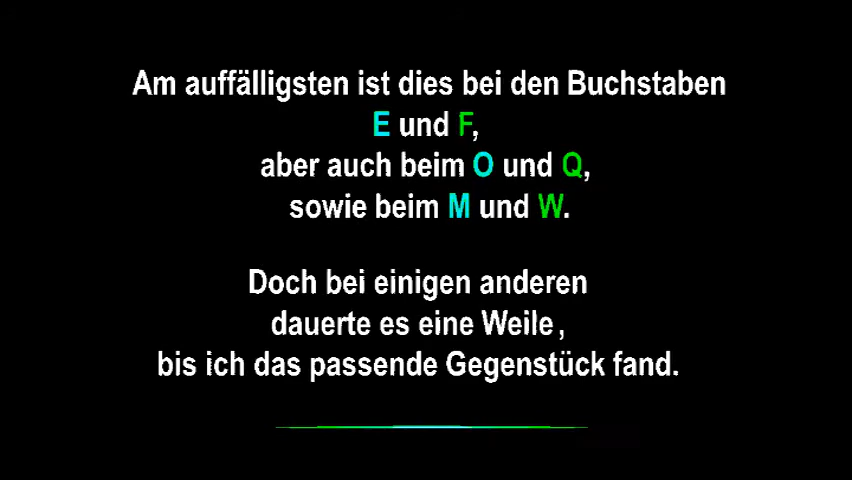 Am auffälligsten ist dies bei den Buchstaben
E und F,
aber auch beim O und Q,
sowie beim M und W.
Doch bei einigen anderen
dauerte es eine Weile,
bis ich das passende Gegenstück fand.